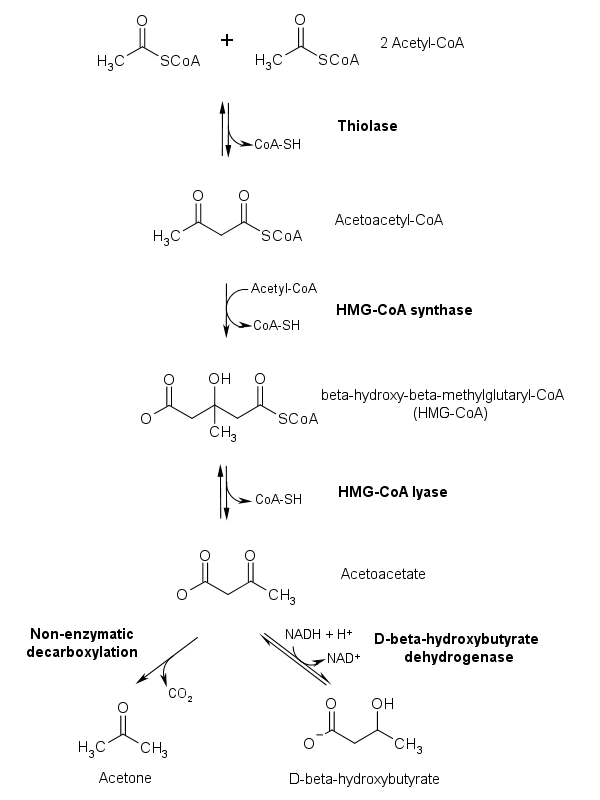 O O
+ 2 Acetyl-CoA
H₃C SCoA H₃C SCoA
Thiolase
CoA-SH
O O
Acetoacetyl-CoA
H₃C SCoA
Acetyl-CoA
HMG-CoA synthase
CoA-SH
O OH O
beta-hydroxy-beta-methylglutaryl-CoA
(HMG-CoA)
O SCoA
CH₃
HMG-CoA lyase
CoA-SH
O O
Acetoacetate
O CH₃
Non-enzymatic
decarboxylation
NADH + H⁺
NAD⁺
D-beta-hydroxybutyrate
dehydrogenase
CO₂
O
H₃C CH₃
Acetone
O OH
O⁻ CH₃
D-beta-hydroxybutyrate